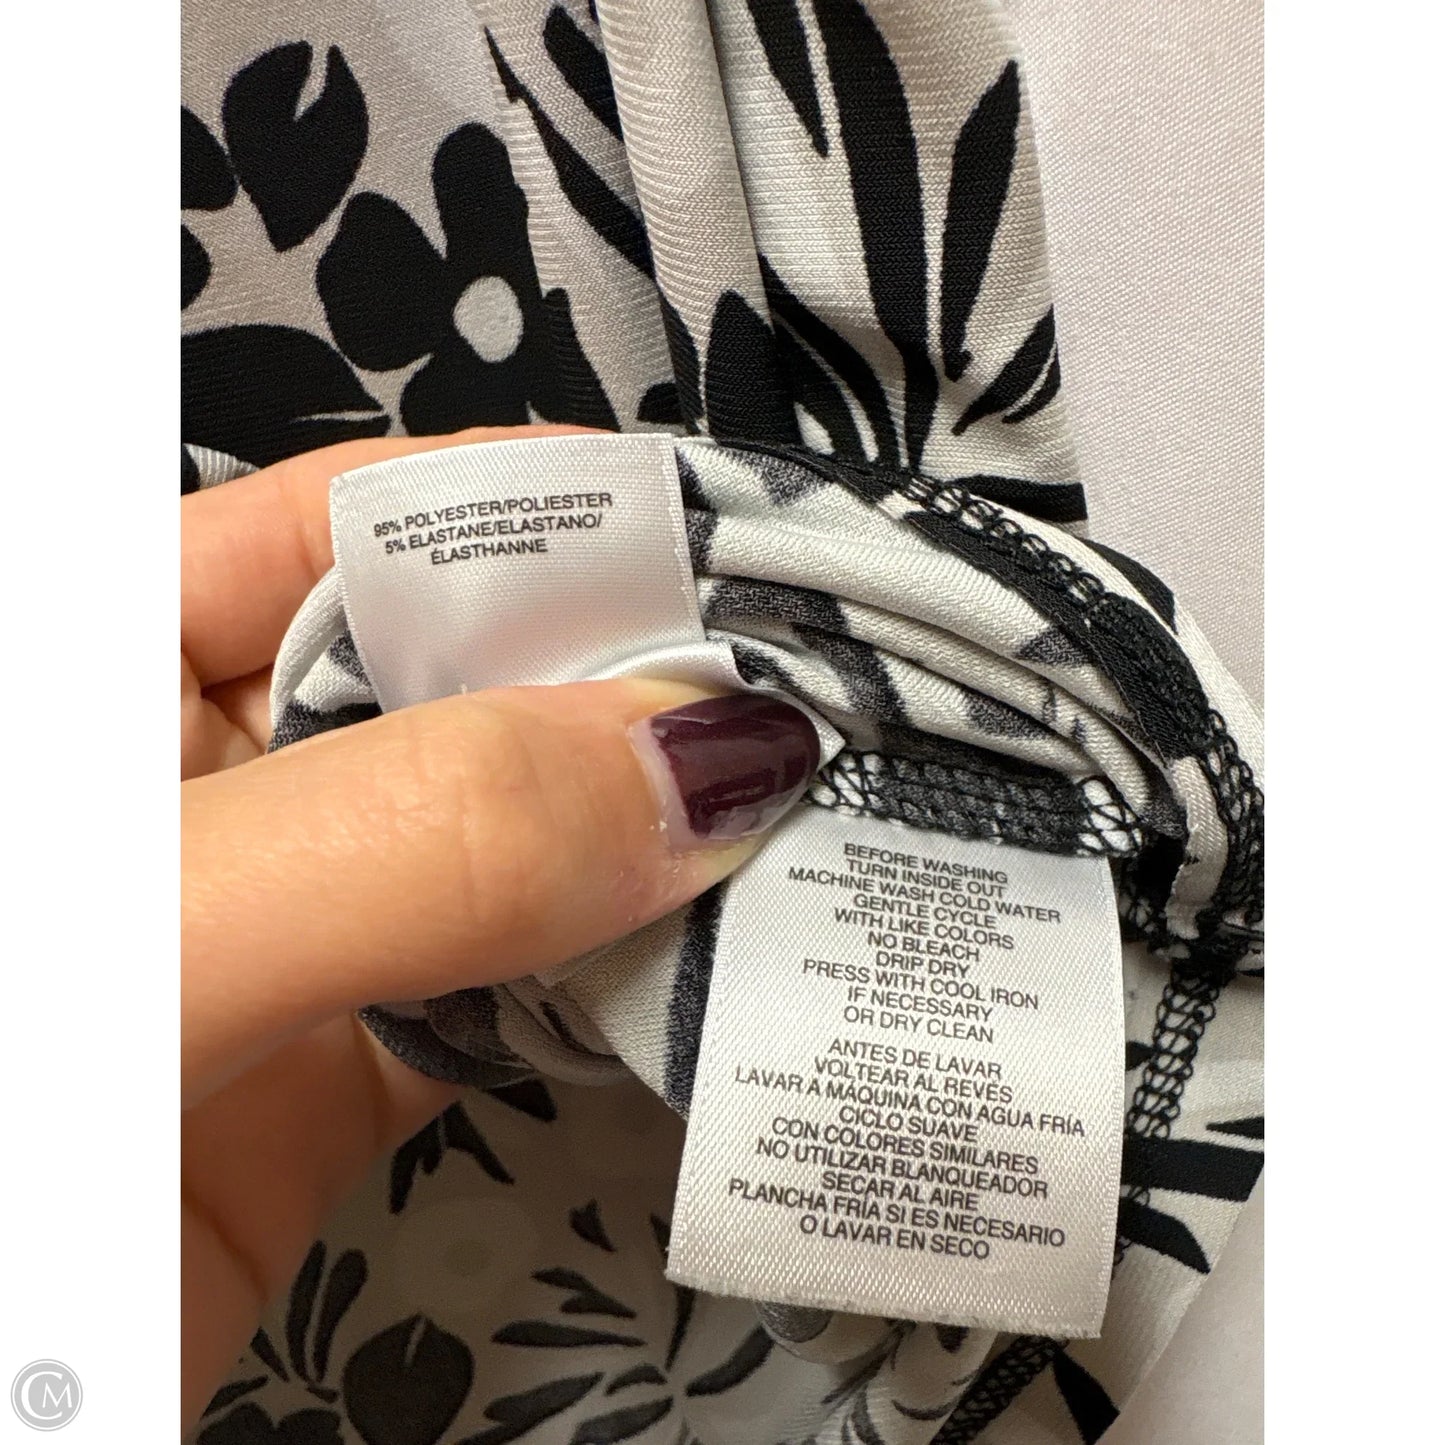 95% POLYESTER/POLIESTER
5% ELASTANE/ELASTANO/
ÉLASTHANNE
BEFORE WASHING
TURN INSIDE OUT
MACHINE WASH COLD WATER
GENTLE CYCLE
WITH LIKE COLORS
NO BLEACH
DRIP DRY
PRESS WITH COOL IRON
IF NECESSARY
OR DRY CLEAN
ANTES DE LAVAR
VOLTEAR AL REVÉS
LAVAR A MÁQUINA CON AGUA FRÍA
CICLO SUAVE
CON COLORES SIMILARES
NO UTILIZAR BLANQUEADOR
SECAR AL AIRE
PLANCHA FRÍA SI ES NECESARIO
O LAVAR EN SECO
CM